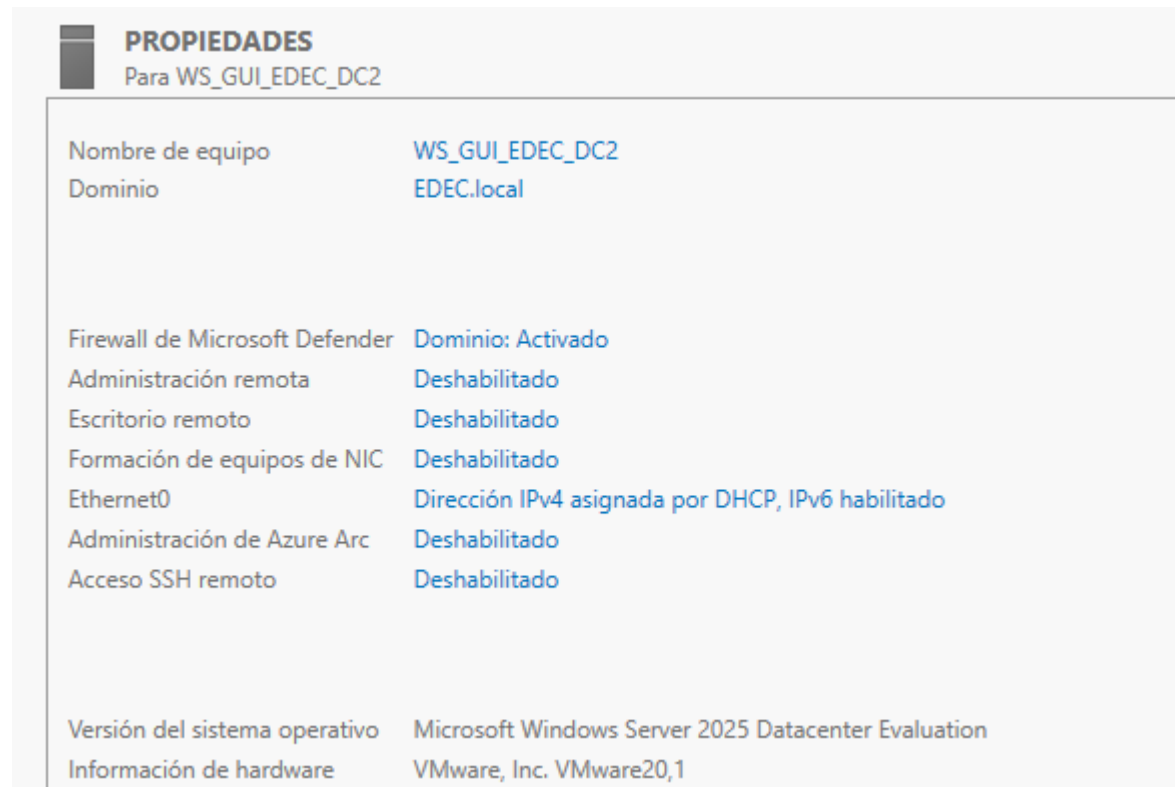 PROPIEDADES
Para WS_GUI_EDEC_DC2
Nombre de equipo WS_GUI_EDEC_DC2
Dominio EDEC.local
Firewall de Microsoft Defender Dominio: Activado
Administración remota Deshabilitado
Escritorio remoto Deshabilitado
Formación de equipos de NIC Deshabilitado
Ethernet0 Dirección IPv4 asignada por DHCP, IPv6 habilitado
Administración de Azure Arc Deshabilitado
Acceso SSH remoto Deshabilitado
Versión del sistema operativo Microsoft Windows Server 2025 Datacenter Evaluation
Información de hardware VMware, Inc. VMware20,1